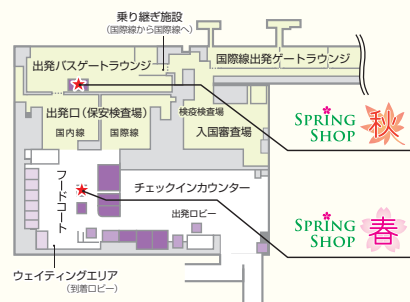 乗り継ぎ施設
(国際線から国際線へ)
出発バスゲートラウンジ
国際線出発ゲートラウンジ
出発口(保安検査場)
国内線
国際線
検疫検査場
入国審査場
SPRING
SHOP
秋
フードコート
チェックインカウンター
出発ロビー
SPRING
SHOP
春
ウェイティングエリア
(到着ロビー)